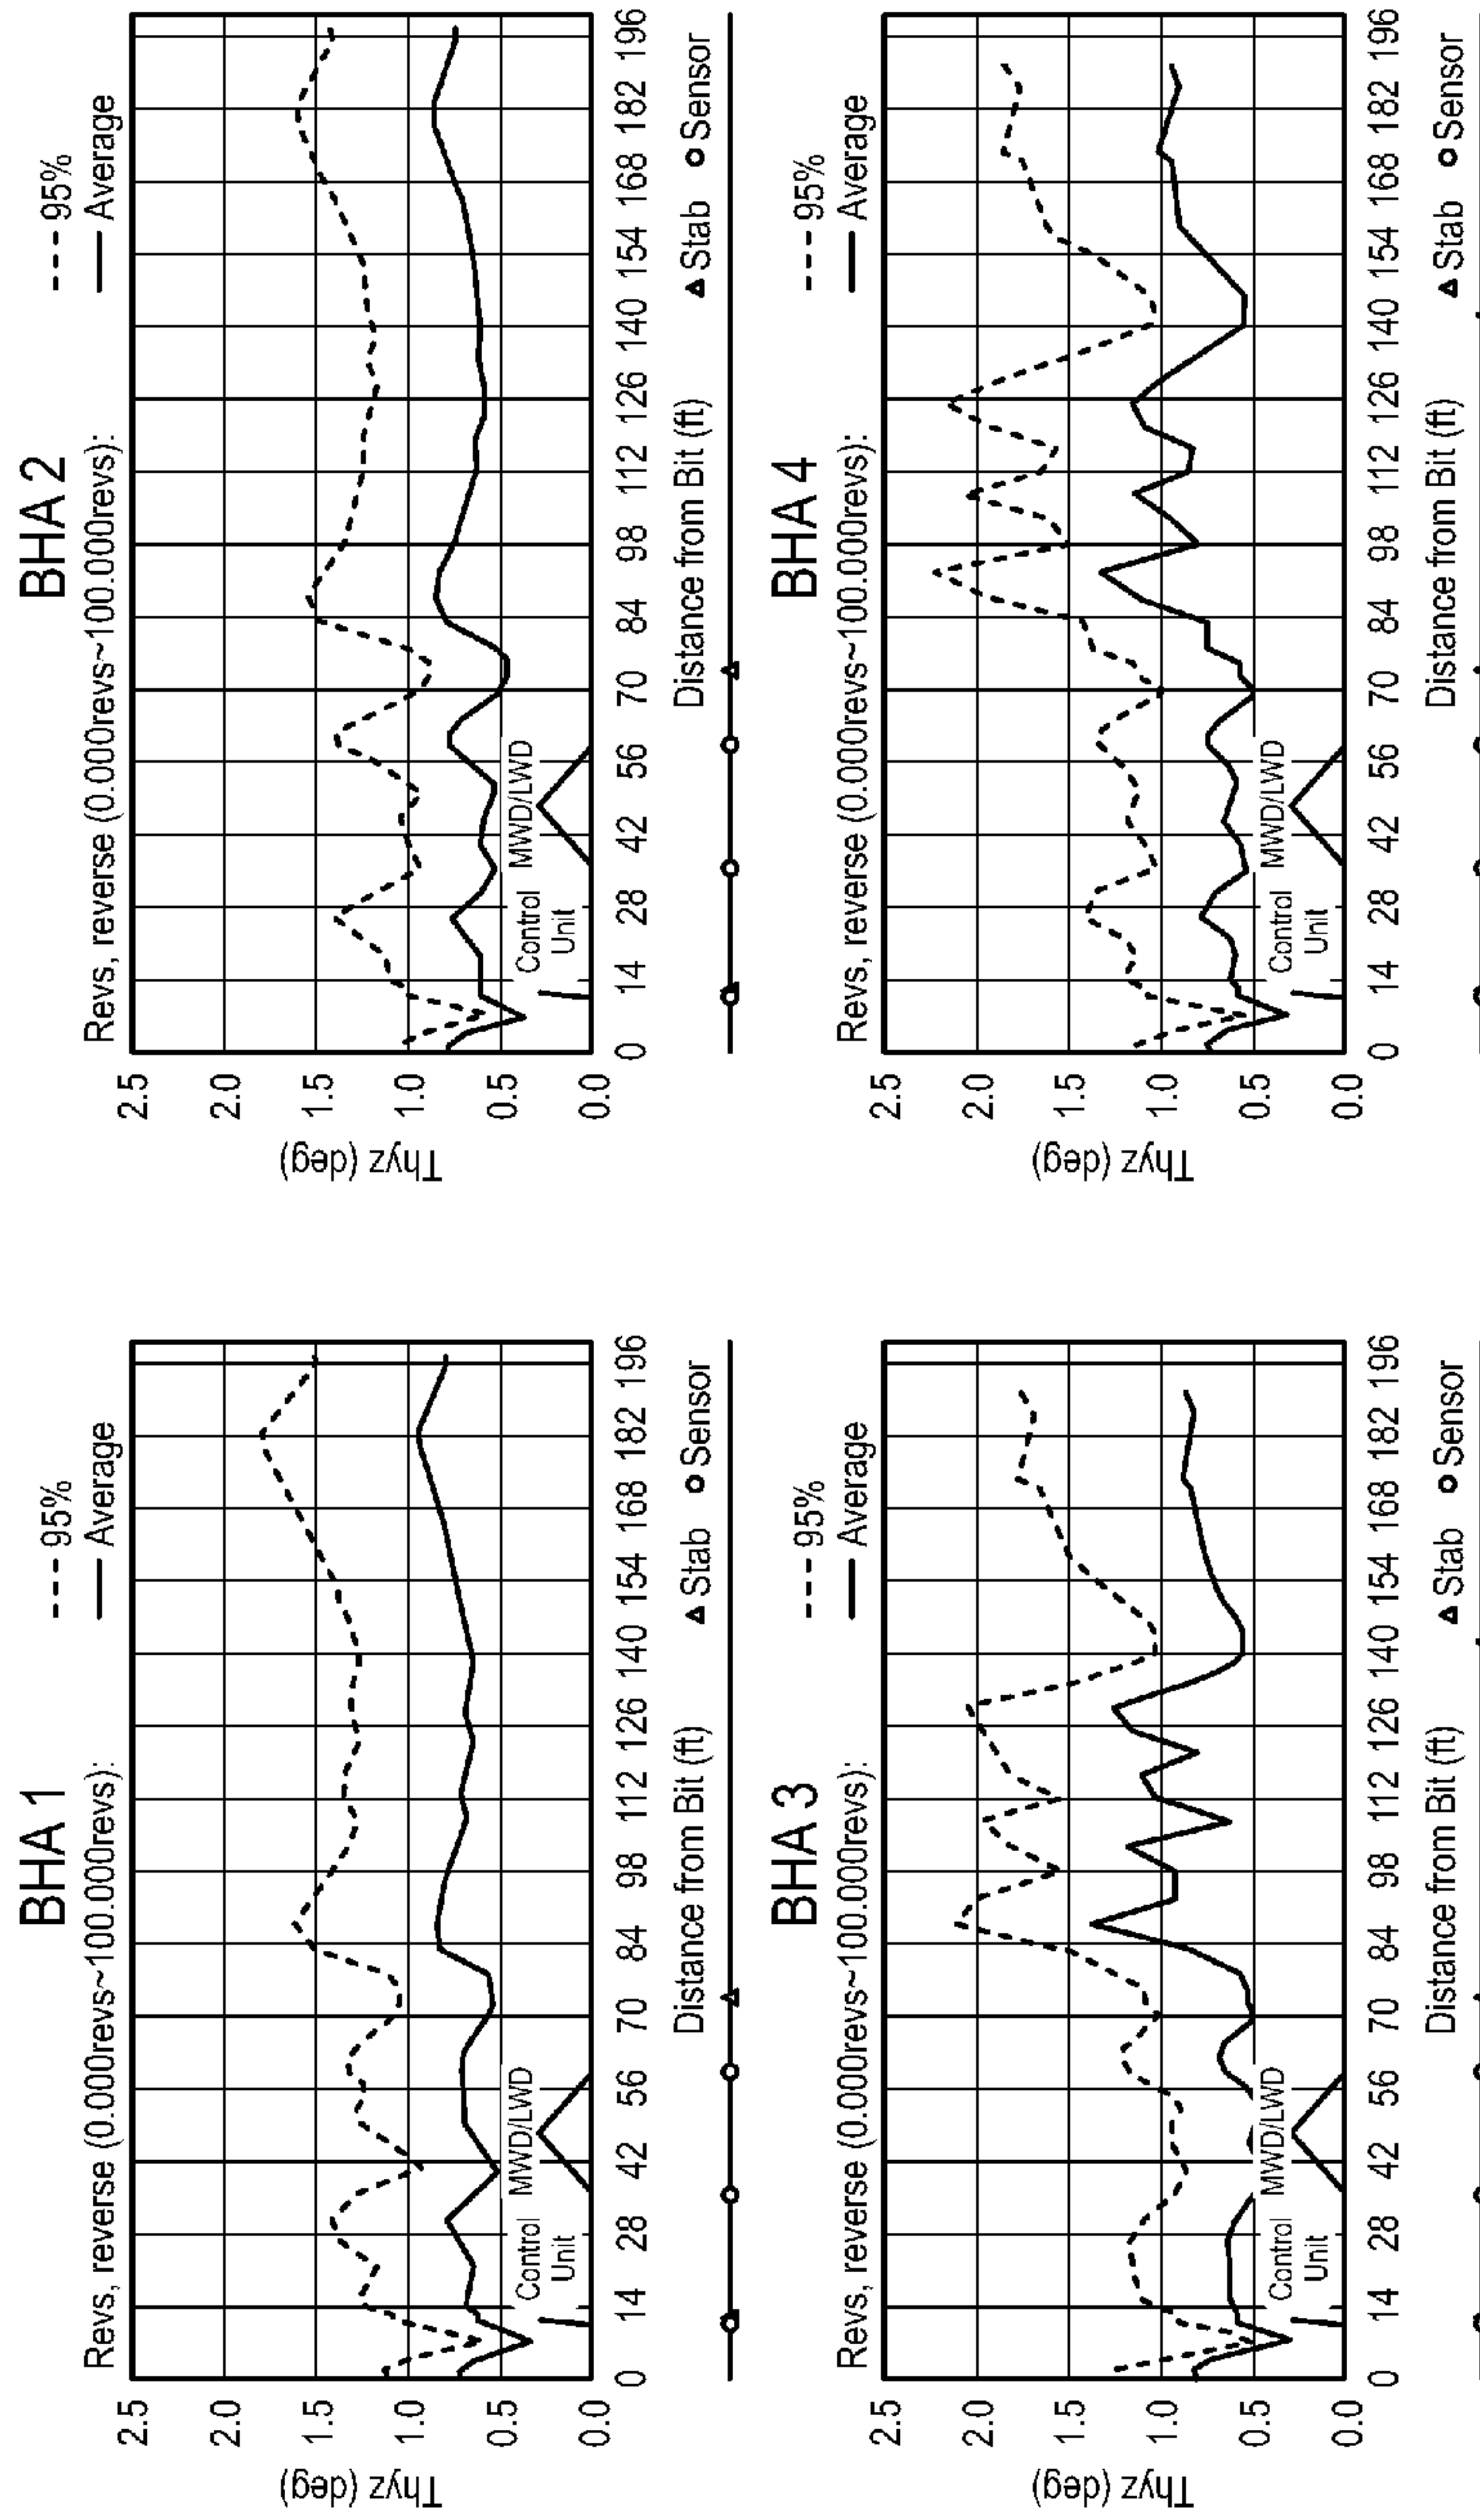 BHA 1
Revs, reverse (0.000revs~100.000revs):
--- 95%
— Average
Thyz (deg)
2.5
2.0
1.5
1.0
0.5
0.0
Control
Unit
MWD/LWD
0 14 28 42 56 70 84 98 112 126 140 154 168 182 196
Distance from Bit (ft)
Stab
Sensor
BHA 2
Revs, reverse (0.000revs~100.000revs):
--- 95%
— Average
Thyz (deg)
2.5
2.0
1.5
1.0
0.5
0.0
Control
Unit
MWD/LWD
0 14 28 42 56 70 84 98 112 126 140 154 168 182 196
Distance from Bit (ft)
Stab
Sensor
BHA 3
Revs, reverse (0.000revs~100.000revs):
--- 95%
— Average
Thyz (deg)
2.5
2.0
1.5
1.0
0.5
0.0
Control
Unit
MWD/LWD
0 14 28 42 56 70 84 98 112 126 140 154 168 182 196
Distance from Bit (ft)
Stab
Sensor
BHA 4
Revs, reverse (0.000revs~100.000revs):
--- 95%
— Average
Thyz (deg)
2.5
2.0
1.5
1.0
0.5
0.0
Control
Unit
MWD/LWD
0 14 28 42 56 70 84 98 112 126 140 154 168 182 196
Distance from Bit (ft)
Stab
Sensor